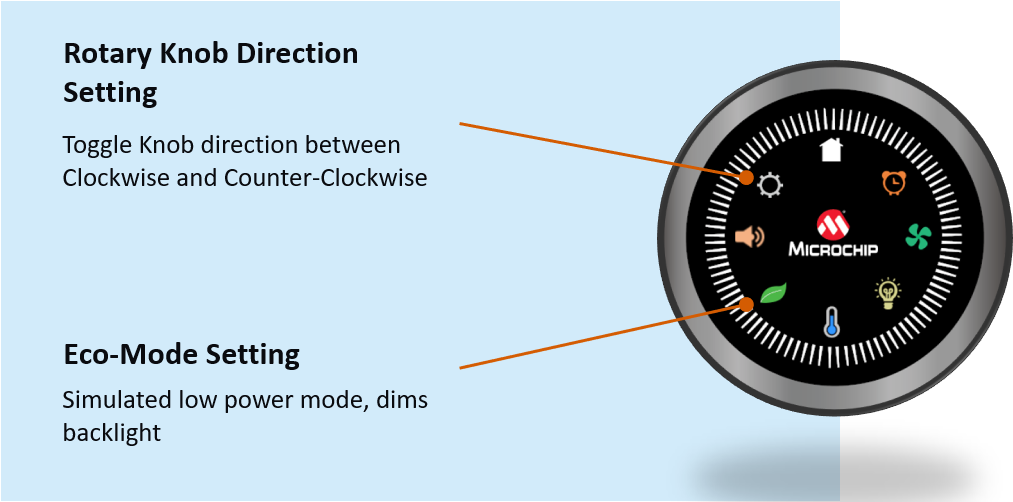 Rotary Knob Direction
Setting
Toggle Knob direction between
Clockwise and Counter-Clockwise
MICROCHIP
Eco-Mode Setting
Simulated low power mode, dims
backlight